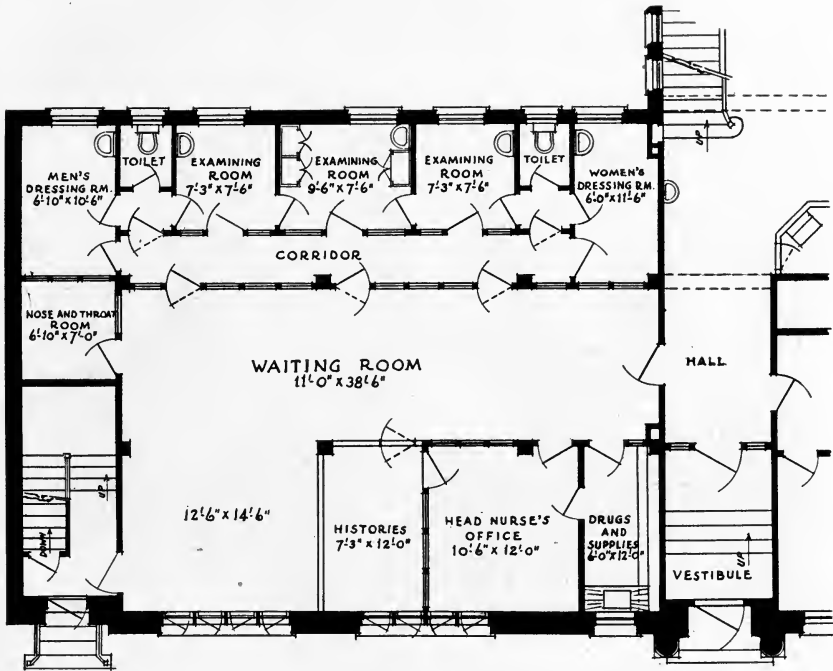 UP
MEN'S
DRESSING RM.
6'-10" X 10'-6"
TOILET
EXAMINING
ROOM
7'-3" X 7'-6"
EXAMINING
ROOM
9'-6" X 7'-6"
EXAMINING
ROOM
7'-3" X 7'-6"
TOILET
WOMEN'S
DRESSING RM.
6'-0" X 11'-6"
CORRIDOR
NOSE AND THROAT
ROOM
6'-10" X 7'-0"
WAITING ROOM
11'-0" X 38'-6"
HALL
UP
DOWN
12'-6" X 14'-6"
HISTORIES
7'-3" X 12'-0"
HEAD NURSE'S
OFFICE
10'-6" X 12'-0"
DRUGS
AND
SUPPLIES
6'-0" X 12'-0"
UP
VESTIBULE